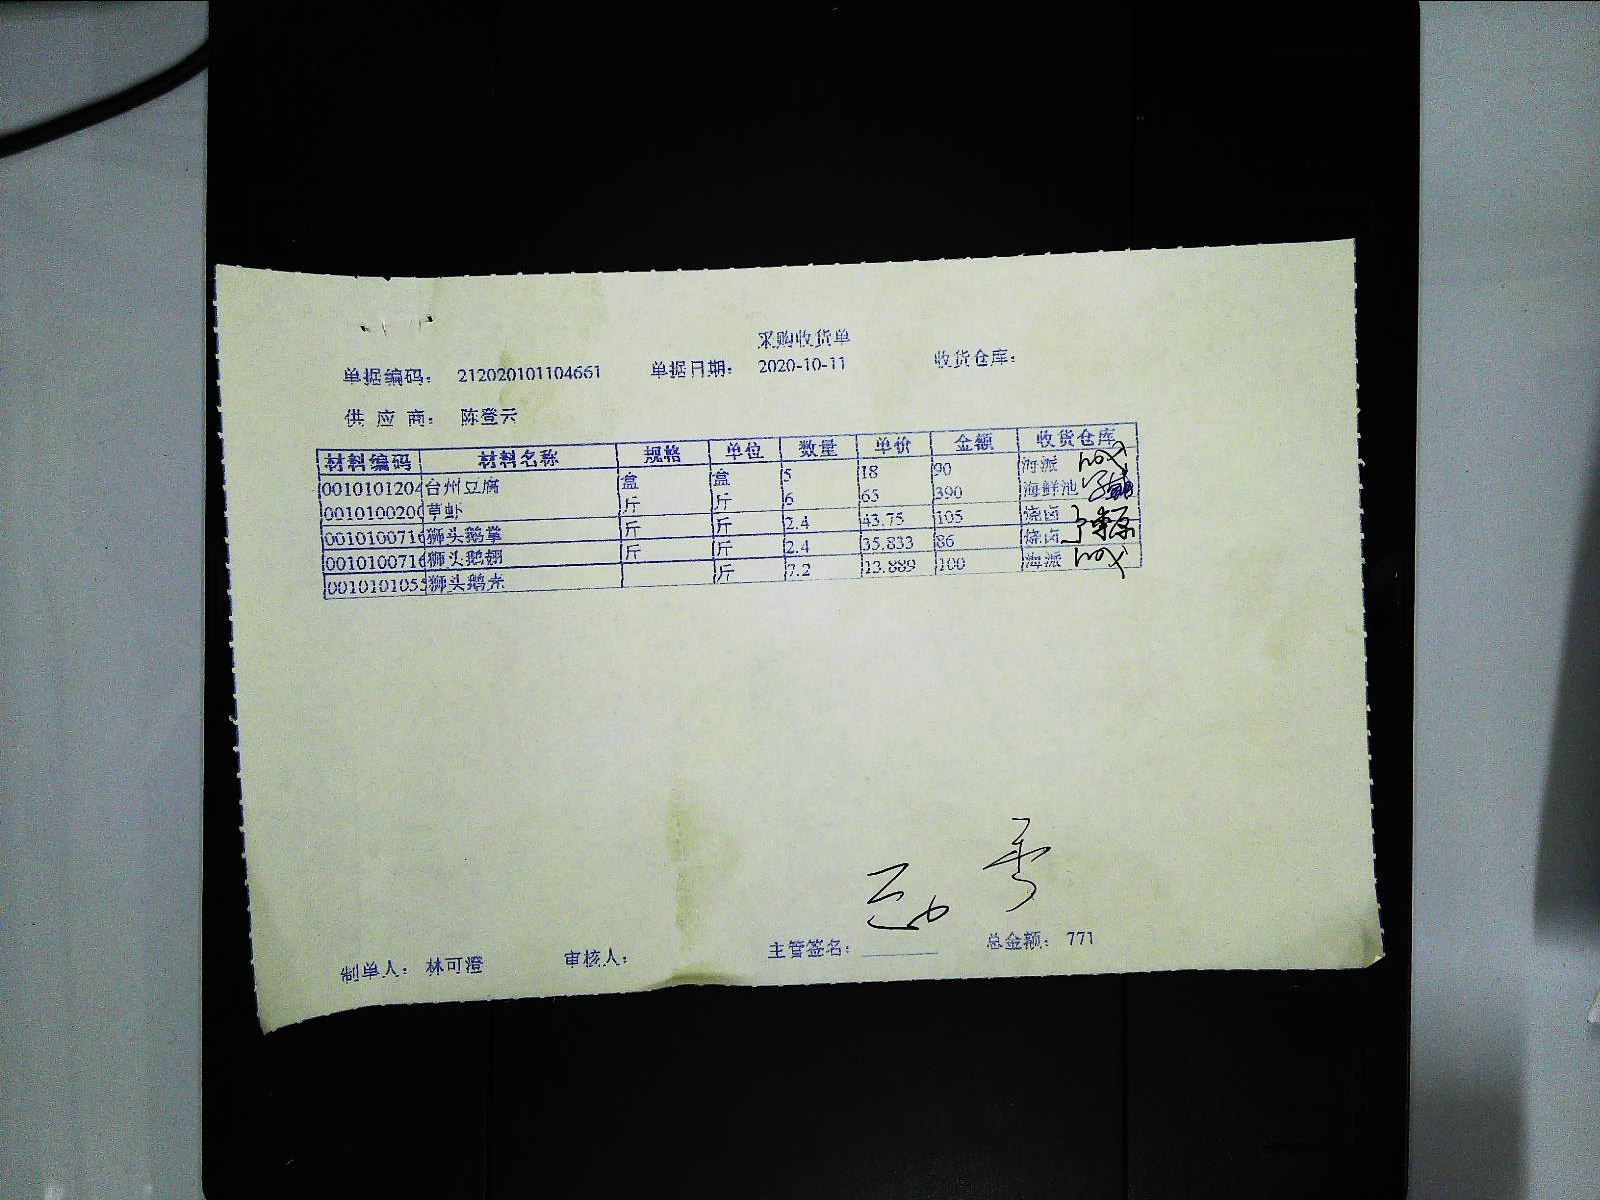 采购收货单
单据编码： 212020101104661 单据日期： 2020-10-11 收货仓库：
供 应 商： 陈登云
材料编码 材料名称 规格 单位 数量 单价 金额 收货仓库
0010101204 台州豆腐 盒 盒 5 18 90 海派
001010020 草虾 斤 斤 6 65 390 海鲜池
001010071 狮头鹅掌 斤 斤 2.4 43.75 105 烧卤
001010071 狮头鹅翅 斤 斤 2.4 35.833 86 烧卤
001010105 狮头鹅壳 斤 7.2 13.889 100 海派
制单人： 林可澄 审核人： 主管签名： 总金额： 771